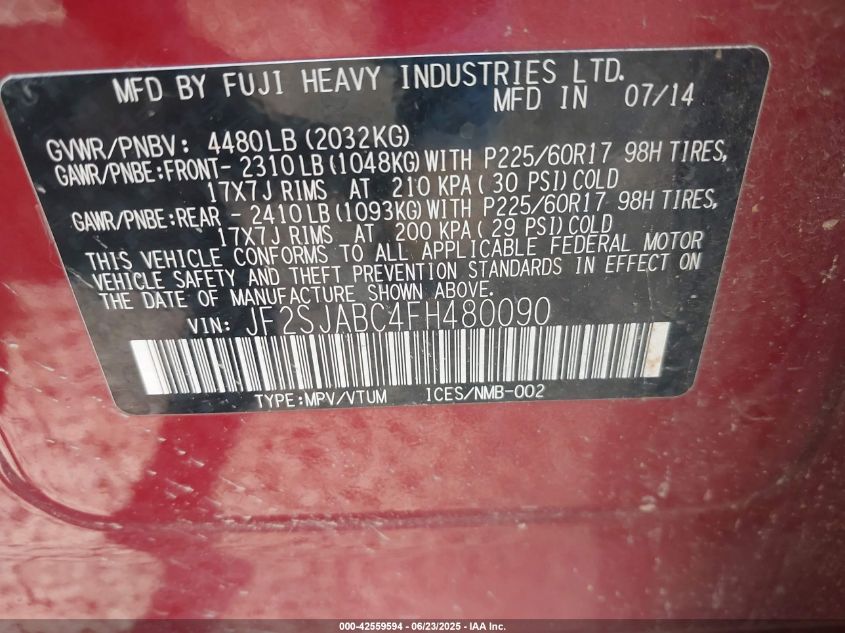 MFD BY FUJI HEAVY INDUSTRIES LTD.
MFD IN 07/14
GVWR/PNBV: 4480LB(2032KG)
GAWR/PNBE:FRONT- 2310LB(1048KG)WITH P225/60R17 98H TIRES,
17X7J RIMS AT 210 KPA( 30 PSI)COLD
GAWR/PNBE:REAR - 2410LB(1093KG)WITH P225/60R17 98H TIRES,
17X7J RIMS AT 200 KPA( 29 PSI)COLD
THIS VEHICLE CONFORMS TO ALL APPLICABLE FEDERAL MOTOR
VEHICLE SAFETY AND THEFT PREVENTION STANDARDS IN EFFECT ON
THE DATE OF MANUFACTURE SHOWN ABOVE.
VIN: JF2SJABC4FH480090
TYPE:MPV/VTUM ICES/NMB-002
000-42559594 - 06/23/2025 - IAA Inc.